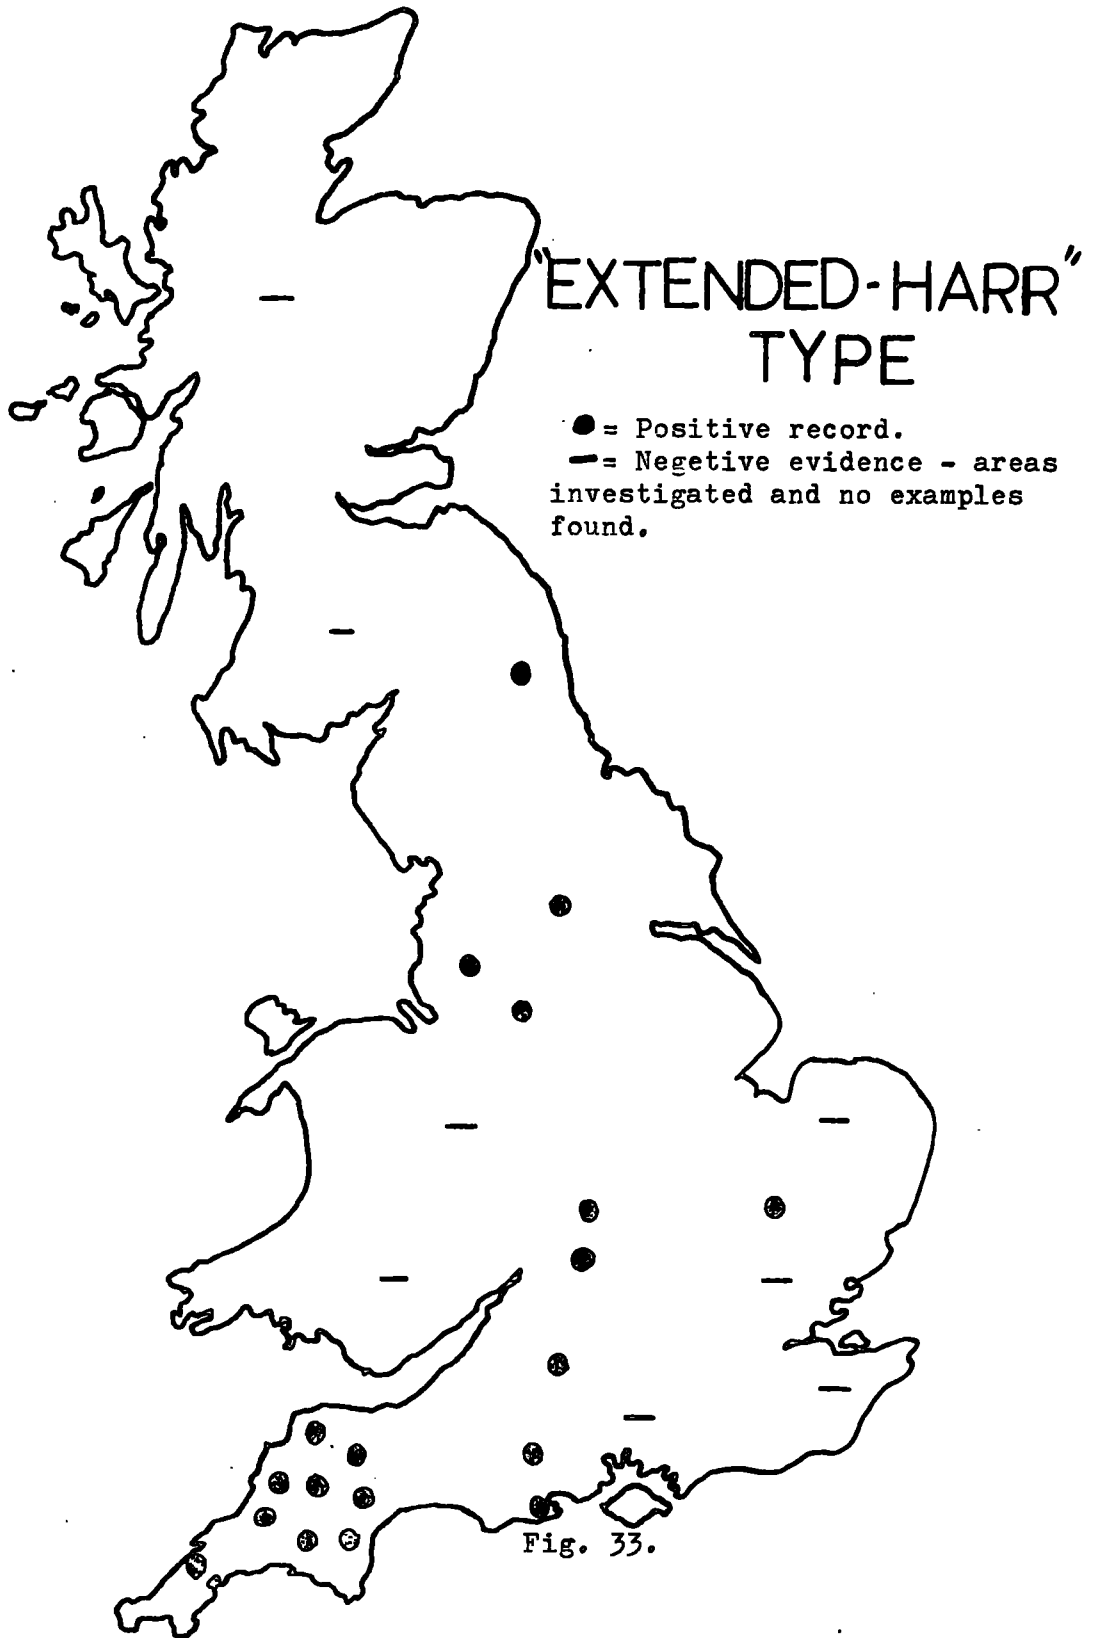 "EXTENDED-HARR"
TYPE
● = Positive record.
— = Negetive evidence - areas
investigated and no examples
found.
Fig. 33.